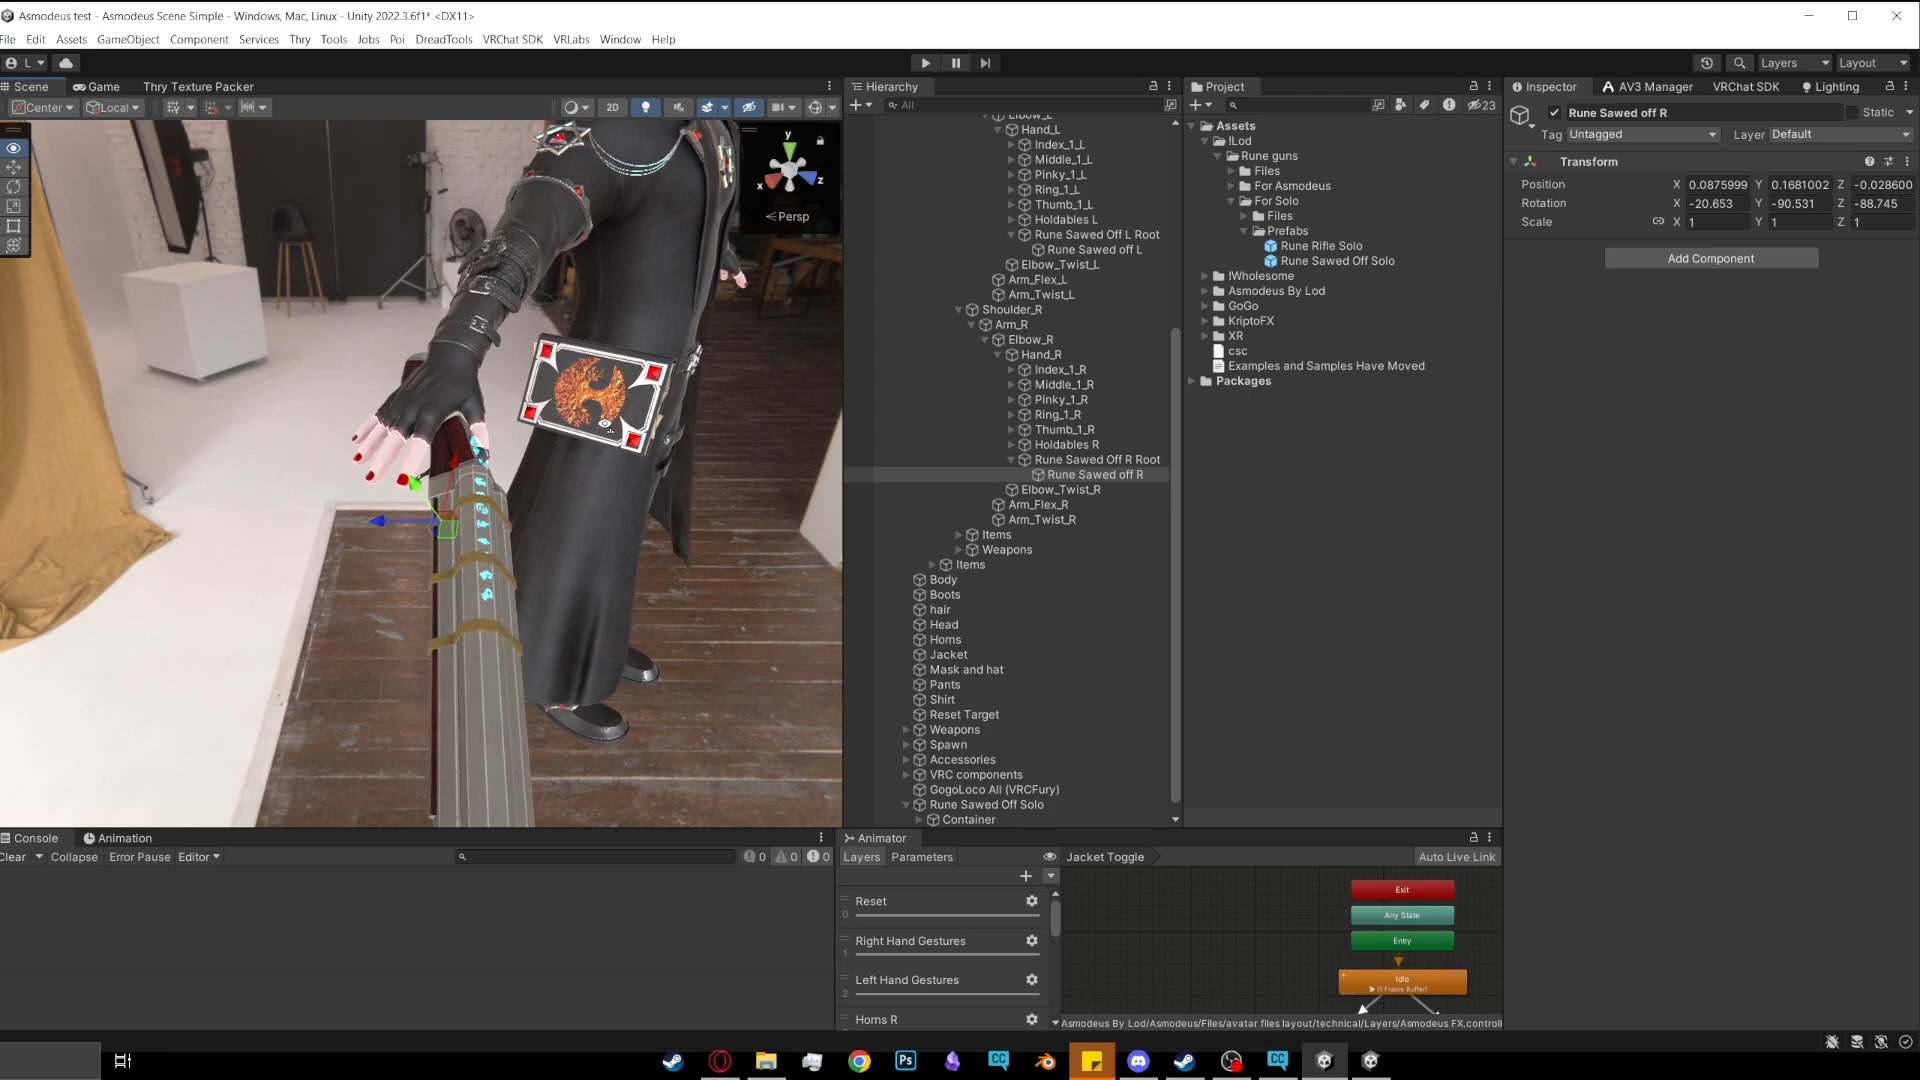 Asmodeus test - Asmodeus Scene Simple - Windows, Mac, Linux - Unity 2022.3.6f1* <DX11>
File Edit Assets GameObject Component Services Thry Tools Jobs Poi DreadTools VRChat SDK VRLabs Window Help
L
Layers Layout
Scene Game Thry Texture Packer
Center Local 2D
y
x z
Persp
Hierarchy
All
Elbow_L
Hand_L
Index_1_L
Middle_1_L
Pinky_1_L
Ring_1_L
Thumb_1_L
Holdables L
Rune Sawed Off L Root
Rune Sawed off L
Elbow_Twist_L
Arm_Flex_L
Arm_Twist_L
Shoulder_R
Arm_R
Elbow_R
Hand_R
Index_1_R
Middle_1_R
Pinky_1_R
Ring_1_R
Thumb_1_R
Holdables R
Rune Sawed Off R Root
Rune Sawed off R
Elbow_Twist_R
Arm_Flex_R
Arm_Twist_R
Items
Weapons
Items
Body
Boots
hair
Head
Horns
Jacket
Mask and hat
Pants
Shirt
Reset Target
Weapons
Spawn
Accessories
VRC components
GogoLoco All (VRCFury)
Rune Sawed Off Solo
Container
Project
23
Assets
!Lod
Rune guns
Files
For Asmodeus
For Solo
Files
Prefabs
Rune Rifle Solo
Rune Sawed Off Solo
!Wholesome
Asmodeus By Lod
GoGo
KriptoFX
XR
csc
Examples and Samples Have Moved
Packages
Inspector AV3 Manager VRChat SDK Lighting
Rune Sawed off R Static
Tag Untagged Layer Default
Transform
Position X 0.0875999 Y 0.1681002 Z -0.028600
Rotation X -20.653 Y -90.531 Z -88.745
Scale X 1 Y 1 Z 1
Add Component
Console Animation
Clear Collapse Error Pause Editor 0 0 0
Animator
Layers Parameters Jacket Toggle Auto Live Link
Reset
0
Right Hand Gestures
1
Left Hand Gestures
2
Horns R
Exit
Any State
Entry
Idle
(1 Frame Buffer)
Asmodeus By Lod/Asmodeus/Files/avatar files layout/technical/Layers/Asmodeus FX.controll
Ps CC CC